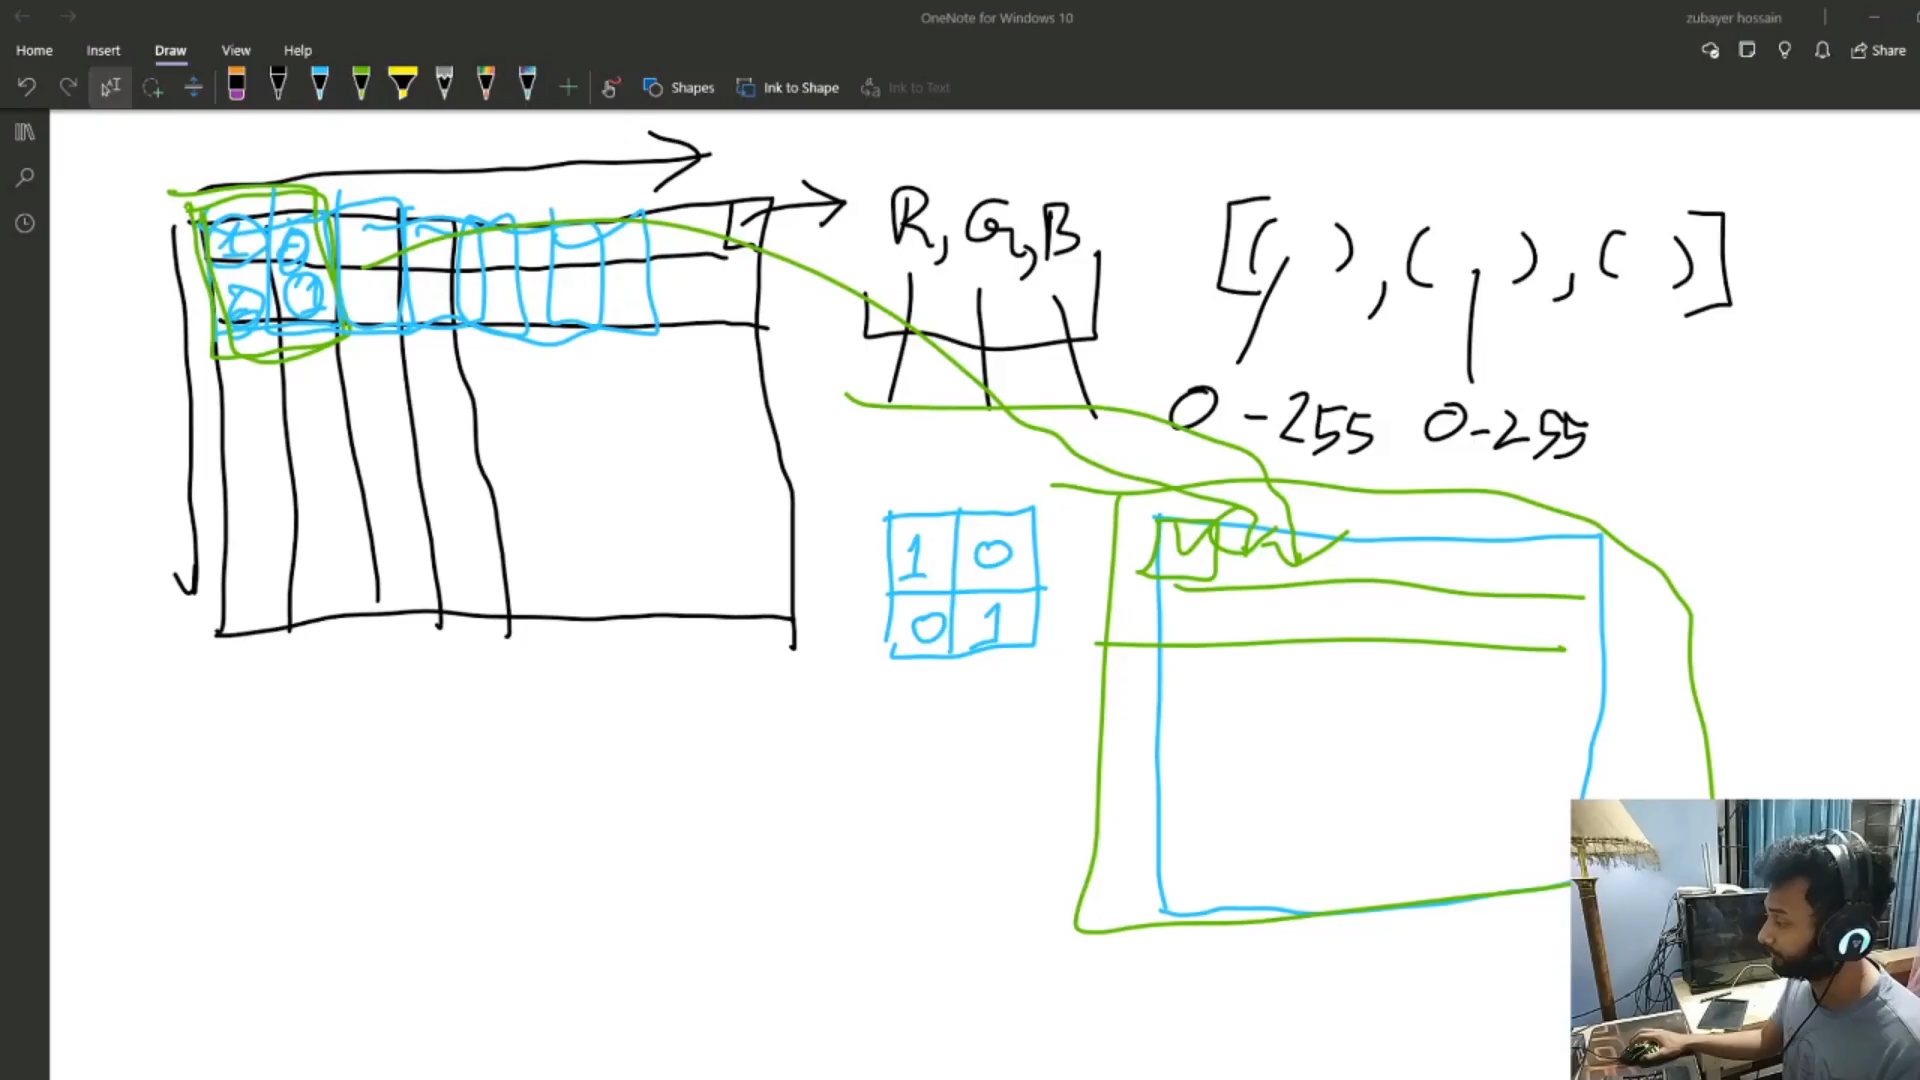 OneNote for Windows 10
zubayer hossain
Home Insert Draw View Help
Share
Shapes Ink to Shape Ink to Text
R, G, B
[( , ), ( , ), ( )]
0-255 0-255
1 0
0 1